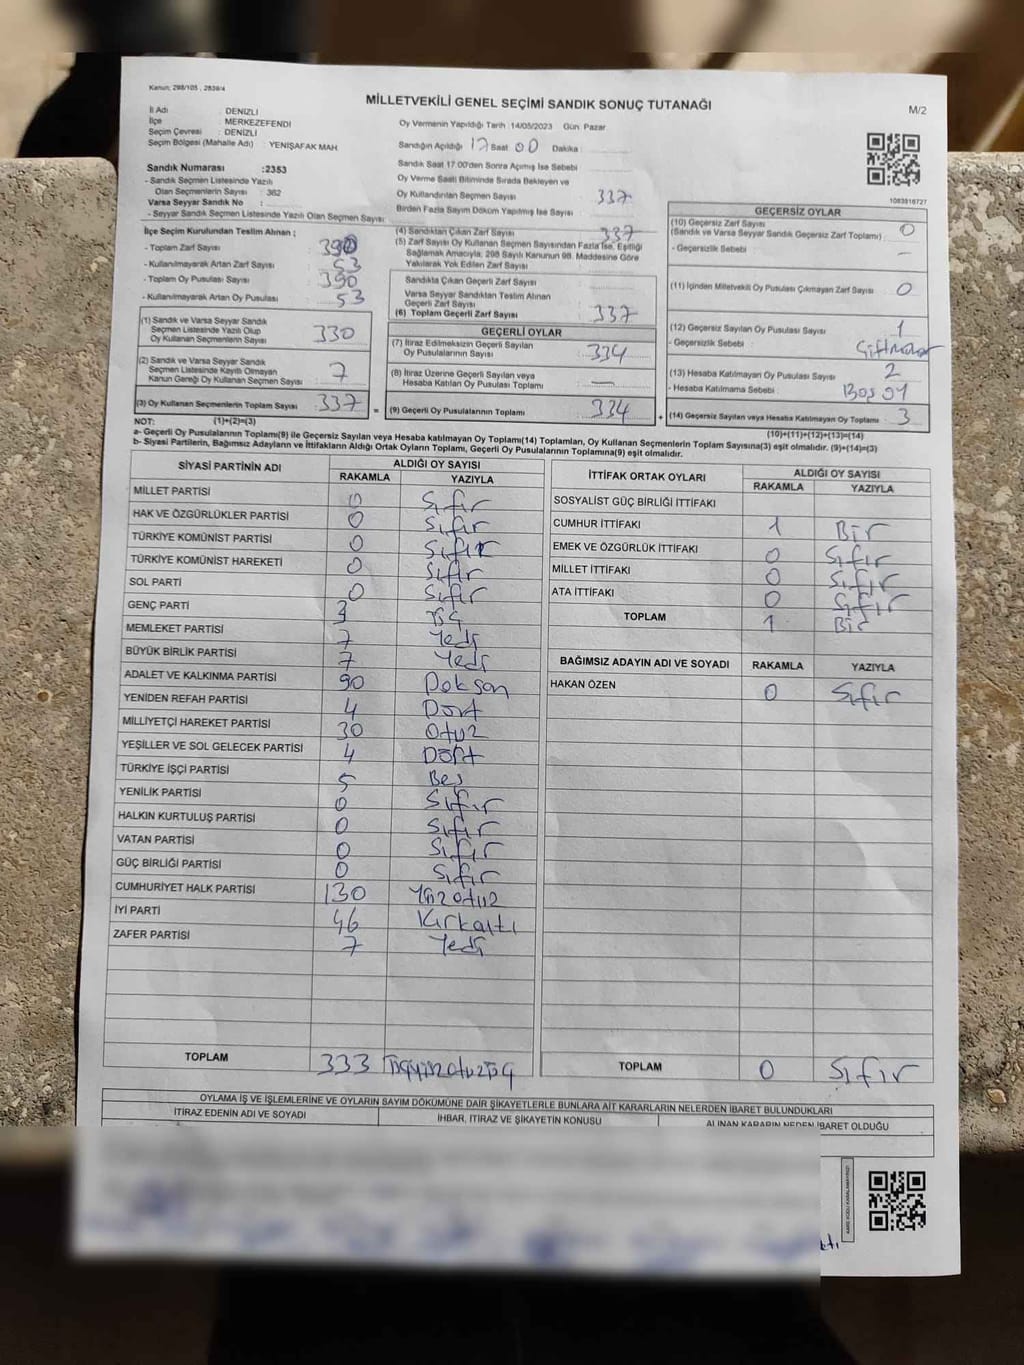 Kanun; 298/105 , 2839/4
MİLLETVEKİLİ GENEL SEÇİMİ SANDIK SONUÇ TUTANAĞI
M/2
İl Adı : DENİZLİ
İlçe : MERKEZEFENDİ
Seçim Çevresi : DENİZLİ
Seçim Bölgesi (Mahalle Adı) : YENİŞAFAK MAH
Sandık Numarası :2353
- Sandık Seçmen Listesinde Yazılı
Olan Seçmenlerin Sayısı : 362
Varsa Seyyar Sandık No :
- Seyyar Sandık Seçmen Listesinde Yazılı Olan Seçmen Sayısı :
Oy Vermenin Yapıldığı Tarih :14/05/2023 Gün: Pazar
Sandığın Açıldığı 17 Saat 00 Dakika :
Sandık Saat 17:00'den Sonra Açılmış İse Sebebi
Oy Verme Saati Bitiminde Sırada Bekleyen ve
Oy Kullandırılan Seçmen Sayısı 337
Birden Fazla Sayım Döküm Yapılmış İse Sayısı
1083816727
İlçe Seçim Kurulundan Teslim Alınan ;
- Toplam Zarf Sayısı 390
- Kullanılmayarak Artan Zarf Sayısı 53
- Toplam Oy Pusulası Sayısı 390
- Kullanılmayarak Artan Oy Pusulası 53
(1) Sandık ve Varsa Seyyar Sandık
Seçmen Listesinde Yazılı Olup
Oy Kullanan Seçmenlerin Sayısı 330
(2) Sandık ve Varsa Seyyar Sandık
Seçmen Listesinde Kayıtlı Olmayan
Kanun Gereği Oy Kullanan Seçmen Sayısı 7
(3) Oy Kullanan Seçmenlerin Toplam Sayısı 337
(4) Sandıktan Çıkan Zarf Sayısı 337
(5) Zarf Sayısı Oy Kullanan Seçmen Sayısından Fazla İse, Eşitliği
Sağlamak Amacıyla, 298 Sayılı Kanunun 98. Maddesine Göre
Yakılarak Yok Edilen Zarf Sayısı
Sandıkta Çıkan Geçerli Zarf Sayısı
Varsa Seyyar Sandıktan Teslim Alınan
Geçerli Zarf Sayısı
(6) Toplam Geçerli Zarf Sayısı 337
GEÇERLİ OYLAR
(7) İtiraz Edilmeksizin Geçerli Sayılan
Oy Pusulalarının Sayısı 334
(8) İtiraz Üzerine Geçerli Sayılan veya
Hesaba Katılan Oy Pusulası Toplamı —
= (9) Geçerli Oy Pusulalarının Toplamı 334
GEÇERSİZ OYLAR
(10) Geçersiz Zarf Sayısı
(Sandık ve Varsa Seyyar Sandık Geçersiz Zarf Toplamı) 0
- Geçersizlik Sebebi : —
(11) İçinden Milletvekili Oy Pusulası Çıkmayan Zarf Sayısı 0
(12) Geçersiz Sayılan Oy Pusulası Sayısı 1
- Geçersizlik Sebebi :
(13) Hesaba Katılmayan Oy Pusulası Sayısı 2
- Hesaba Katılmama Sebebi : Boş oy
+ (14) Geçersiz Sayılan veya Hesaba Katılmayan Oy Toplamı 3
NOT: (1)+(2)=(3)
(10)+(11)+(12)+(13)=(14)
a- Geçerli Oy Pusulalarının Toplamı(9) ile Geçersiz Sayılan veya Hesaba katılmayan Oy Toplamı(14) Toplamları, Oy Kullanan Seçmenlerin Toplam Sayısına(3) eşit olmalıdır. (9)+(14)=(3)
b- Siyasi Partilerin, Bağımsız Adayların ve İttifakların Aldığı Ortak Oyların Toplamı, Geçerli Oy Pusulalarının Toplamına(9) eşit olmalıdır.
SİYASİ PARTİNİN ADI ALDIĞI OY SAYISI
RAKAMLA YAZIYLA
MİLLET PARTİSİ 0 Sıfır
HAK VE ÖZGÜRLÜKLER PARTİSİ 0 Sıfır
TÜRKİYE KOMÜNİST PARTİSİ 0 Sıfır
TÜRKİYE KOMÜNİST HAREKETİ 0 Sıfır
SOL PARTİ 0 Sıfır
GENÇ PARTİ 3 üç
MEMLEKET PARTİSİ 7 Yedi
BÜYÜK BİRLİK PARTİSİ 7 Yedi
ADALET VE KALKINMA PARTİSİ 90 Doksan
YENİDEN REFAH PARTİSİ 4 Dört
MİLLİYETÇİ HAREKET PARTİSİ 30 otuz
YEŞİLLER VE SOL GELECEK PARTİSİ 4 Dört
TÜRKİYE İŞÇİ PARTİSİ 5 Beş
YENİLİK PARTİSİ 0 Sıfır
HALKIN KURTULUŞ PARTİSİ 0 Sıfır
VATAN PARTİSİ 0 Sıfır
GÜÇ BİRLİĞİ PARTİSİ 0 Sıfır
CUMHURİYET HALK PARTİSİ 130 Yüzotuz
İYİ PARTİ 46 Kırkaltı
ZAFER PARTİSİ 7 Yedi
TOPLAM 333 üçyüzotuzüç
İTTİFAK ORTAK OYLARI ALDIĞI OY SAYISI
RAKAMLA YAZIYLA
SOSYALİST GÜÇ BİRLİĞİ İTTİFAKI
CUMHUR İTTİFAKI 1 Bir
EMEK VE ÖZGÜRLÜK İTTİFAKI 0 Sıfır
MİLLET İTTİFAKI 0 Sıfır
ATA İTTİFAKI 0 Sıfır
TOPLAM 1 Bir
BAĞIMSIZ ADAYIN ADI VE SOYADI RAKAMLA YAZIYLA
HAKAN ÖZEN 0 Sıfır
TOPLAM 0 Sıfır
OYLAMA İŞ VE İŞLEMLERİNE VE OYLARIN SAYIM DÖKÜMÜNE DAİR ŞİKAYETLERLE BUNLARA AİT KARARLARIN NELERDEN İBARET BULUNDUKLARI
İTİRAZ EDENİN ADI VE SOYADI İHBAR, İTİRAZ VE ŞİKAYETİN KONUSU ALINAN KARARIN NEDEN İBARET OLDUĞU